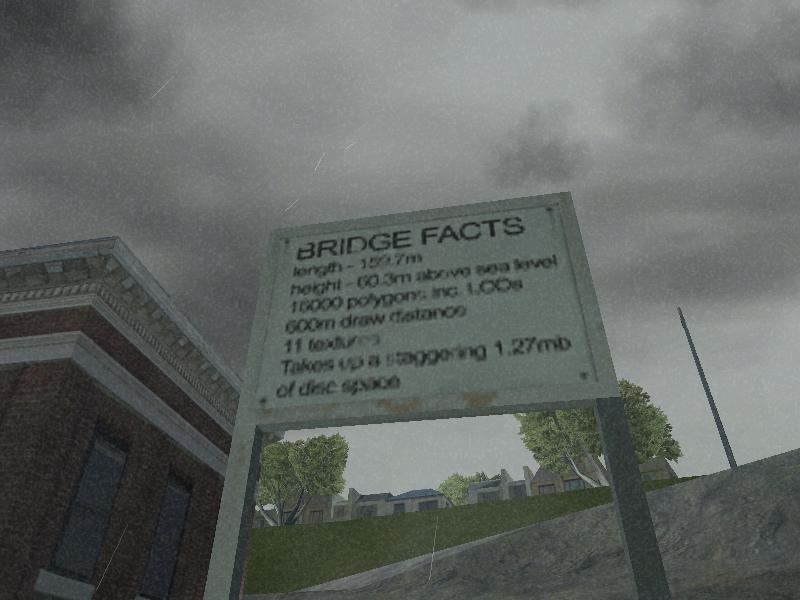 BRIDGE FACTS
length - 159.7m
height - 60.3m above sea level
15000 polygons inc. LODs
600m draw distance
11 textures
Takes up a staggering 1.27mb
of disc space